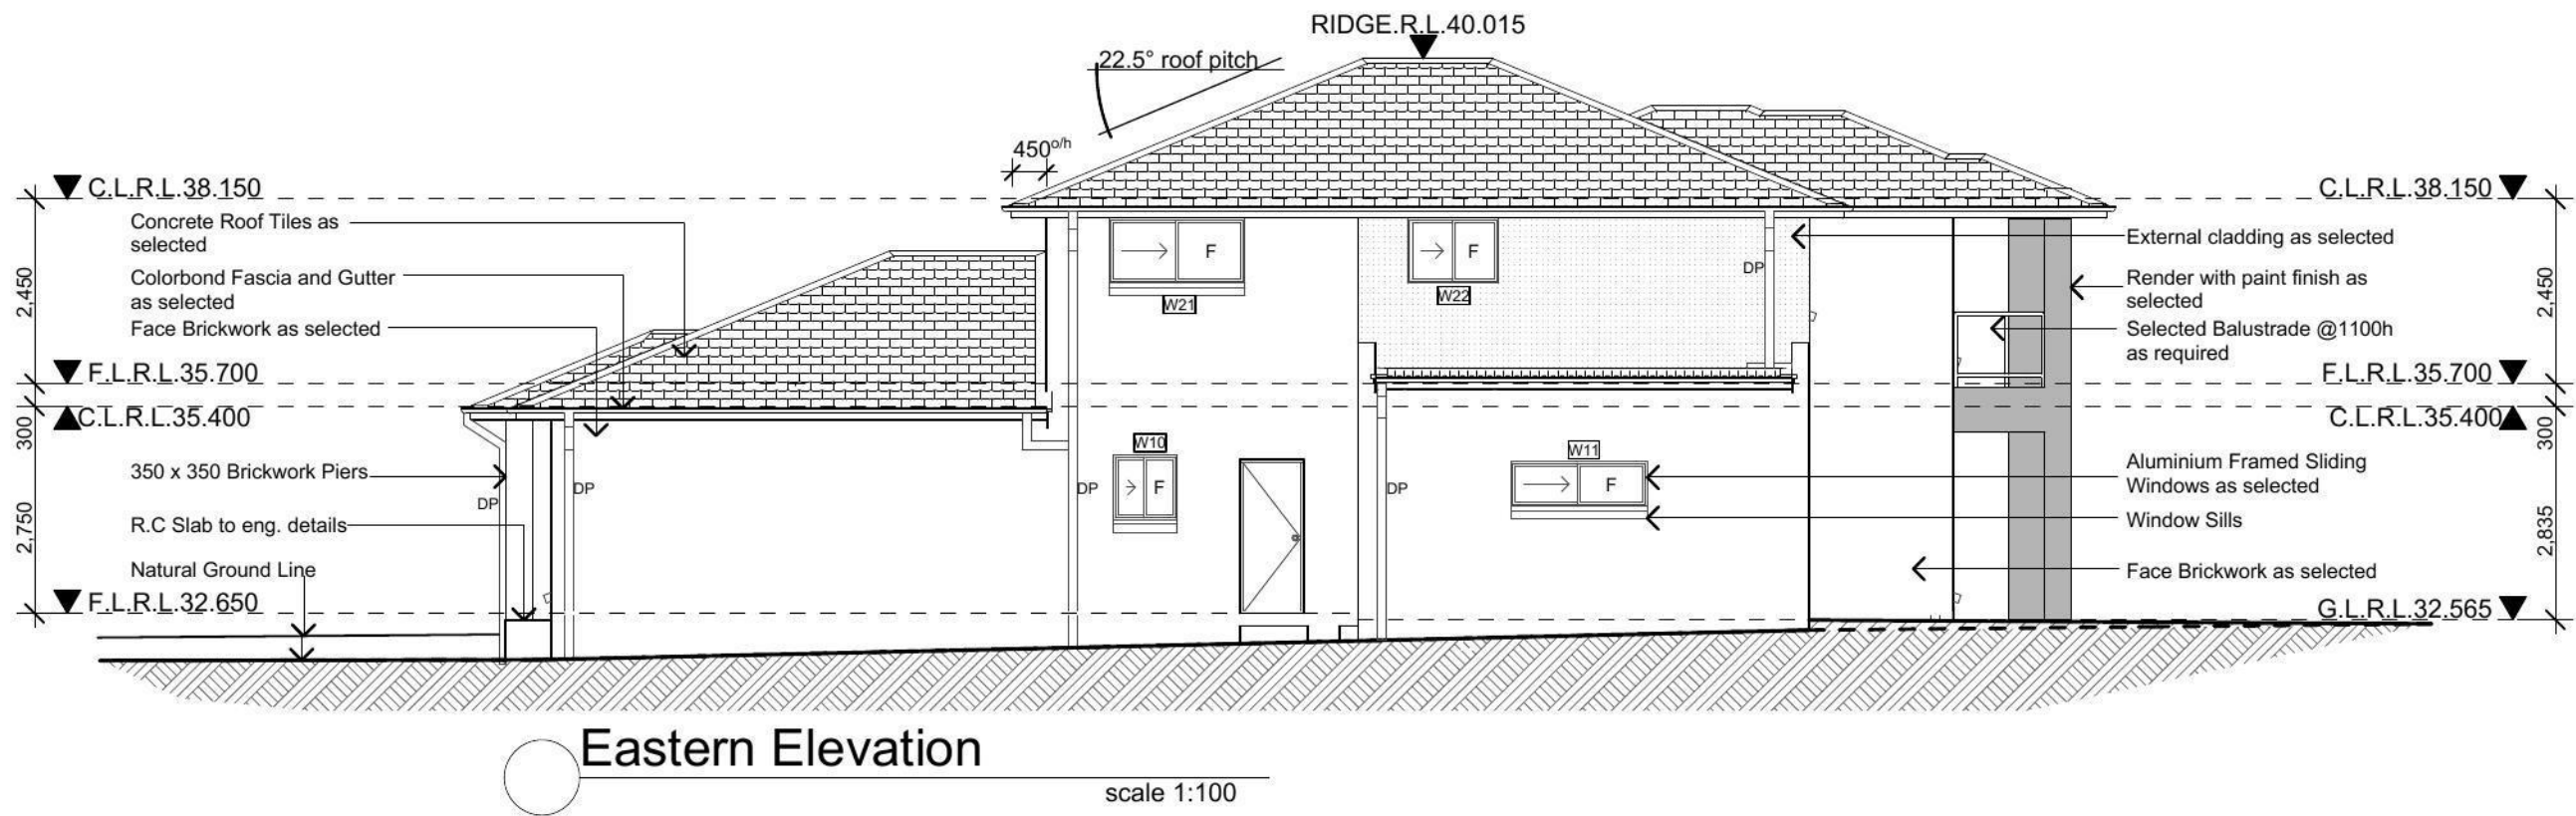 RIDGE.R.L.40.015
22.5° roof pitch
450o/h
C.L.R.L.38.150
Concrete Roof Tiles as
selected
Colorbond Fascia and Gutter
as selected
Face Brickwork as selected
F.L.R.L.35.700
C.L.R.L.35.400
350 x 350 Brickwork Piers
R.C Slab to eng. details
Natural Ground Line
F.L.R.L.32.650
2,450
300
2,750
DP
DP
DP
DP
DP
F
W21
F
W22
W10
F
W11
F
C.L.R.L.38.150
External cladding as selected
Render with paint finish as
selected
Selected Balustrade @1100h
as required
F.L.R.L.35.700
C.L.R.L.35.400
Aluminium Framed Sliding
Windows as selected
Window Sills
Face Brickwork as selected
G.L.R.L.32.565
2,450
300
2,835
Eastern Elevation
scale 1:100